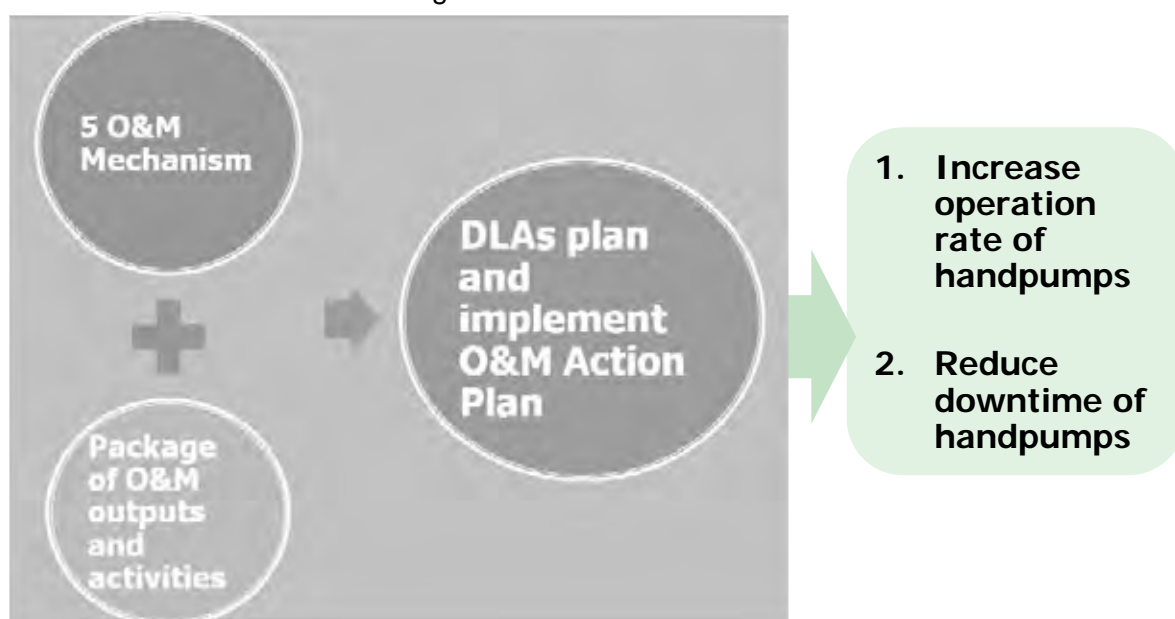 5 O&M
Mechanism
Package
of O&M
outputs
and
activities
DLAs plan
and
implement
O&M Action
Plan
1. Increase
operation
rate of
handpumps
2. Reduce
downtime of
handpumps